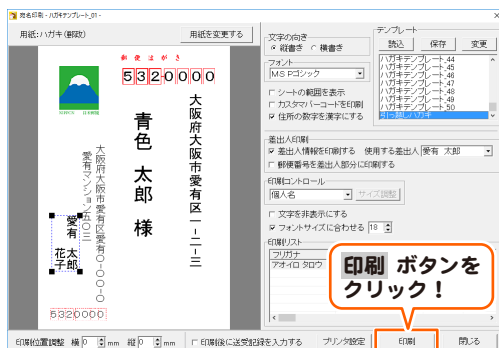 宛名印刷 - ハガキテンプレート_01 -
用紙:ハガキ(郵政)
用紙を変更する
郵便はがき
5320000
大阪府大阪市愛有区一-二-三
青色 太郎 様
大阪府大阪市愛有区愛有〇-〇-〇
愛有マンション五〇三
愛有 太郎
花子
5320000
文字の向き
縦書き
横書き
フォント
MS Pゴシック
シートの範囲を表示
カスタマバーコードを印刷
住所の数字を漢字にする
テンプレート
読込
保存
変更
ハガキテンプレート_44
ハガキテンプレート_45
ハガキテンプレート_46
ハガキテンプレート_47
ハガキテンプレート_48
ハガキテンプレート_49
ハガキテンプレート_50
引っ越しハガキ
差出人印刷
差出人情報を印刷する
使用する差出人
愛有 太郎
郵便番号を差出人部分に印刷する
印刷コントロール
個人名
サイズ調整
文字を非表示にする
フォントサイズに合わせる
18
印刷リスト
フリガナ
アオイロ タロウ
印刷 ボタンを
クリック!
印刷位置調整 横 0 mm 縦 0 mm
印刷後に送受記録を入力する
プリンタ設定
印刷
閉じる